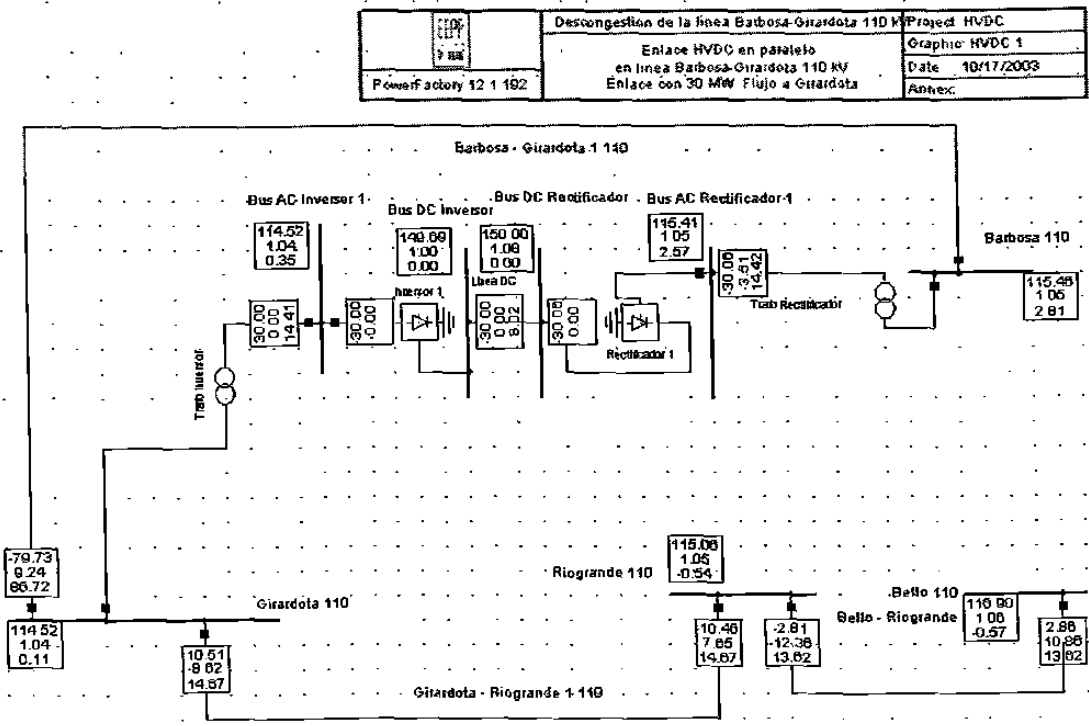 Descongestion de la linea Barbosa-Girardota 110 kV
Project HVDC
Enlace HVDC en paralelo
en linea Barbosa-Girardota 110 kV
Enlace con 30 MW Flujo a Girardota
Graphic: HVDC 1
Date 10/17/2003
PowerFactory 12.1.192
Annex:
Barbosa - Girardota 1 110
Bus AC Inversor 1
Bus DC Inversor
Bus DC Rectificador
Bus AC Rectificador 1
114.52
1.04
0.35
149.69
1.00
0.00
150.00
1.00
0.00
115.41
1.05
2.57
Barbosa 110
115.46
1.05
2.81
Inversor 1
Linea DC
30.00
0.00
14.41
30.00
-0.00
30.00
0.00
8.02
30.06
0.00
-30.06
-3.51
14.42
Trafo Rectificador
Rectificador 1
Trafo Inversor
-79.73
9.24
86.72
Girardota 110
114.52
1.04
0.11
10.51
-9.62
14.67
Riogrande 110
115.06
1.05
-0.54
10.46
7.65
14.67
-2.81
-12.36
13.62
Bello 110
Bello - Riogrande
116.90
1.06
-0.57
2.86
10.86
13.62
Girardota - Riogrande 1 110